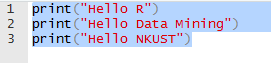 1 print("Hello R")
2 print("Hello Data Mining")
3 print("Hello NKUST")